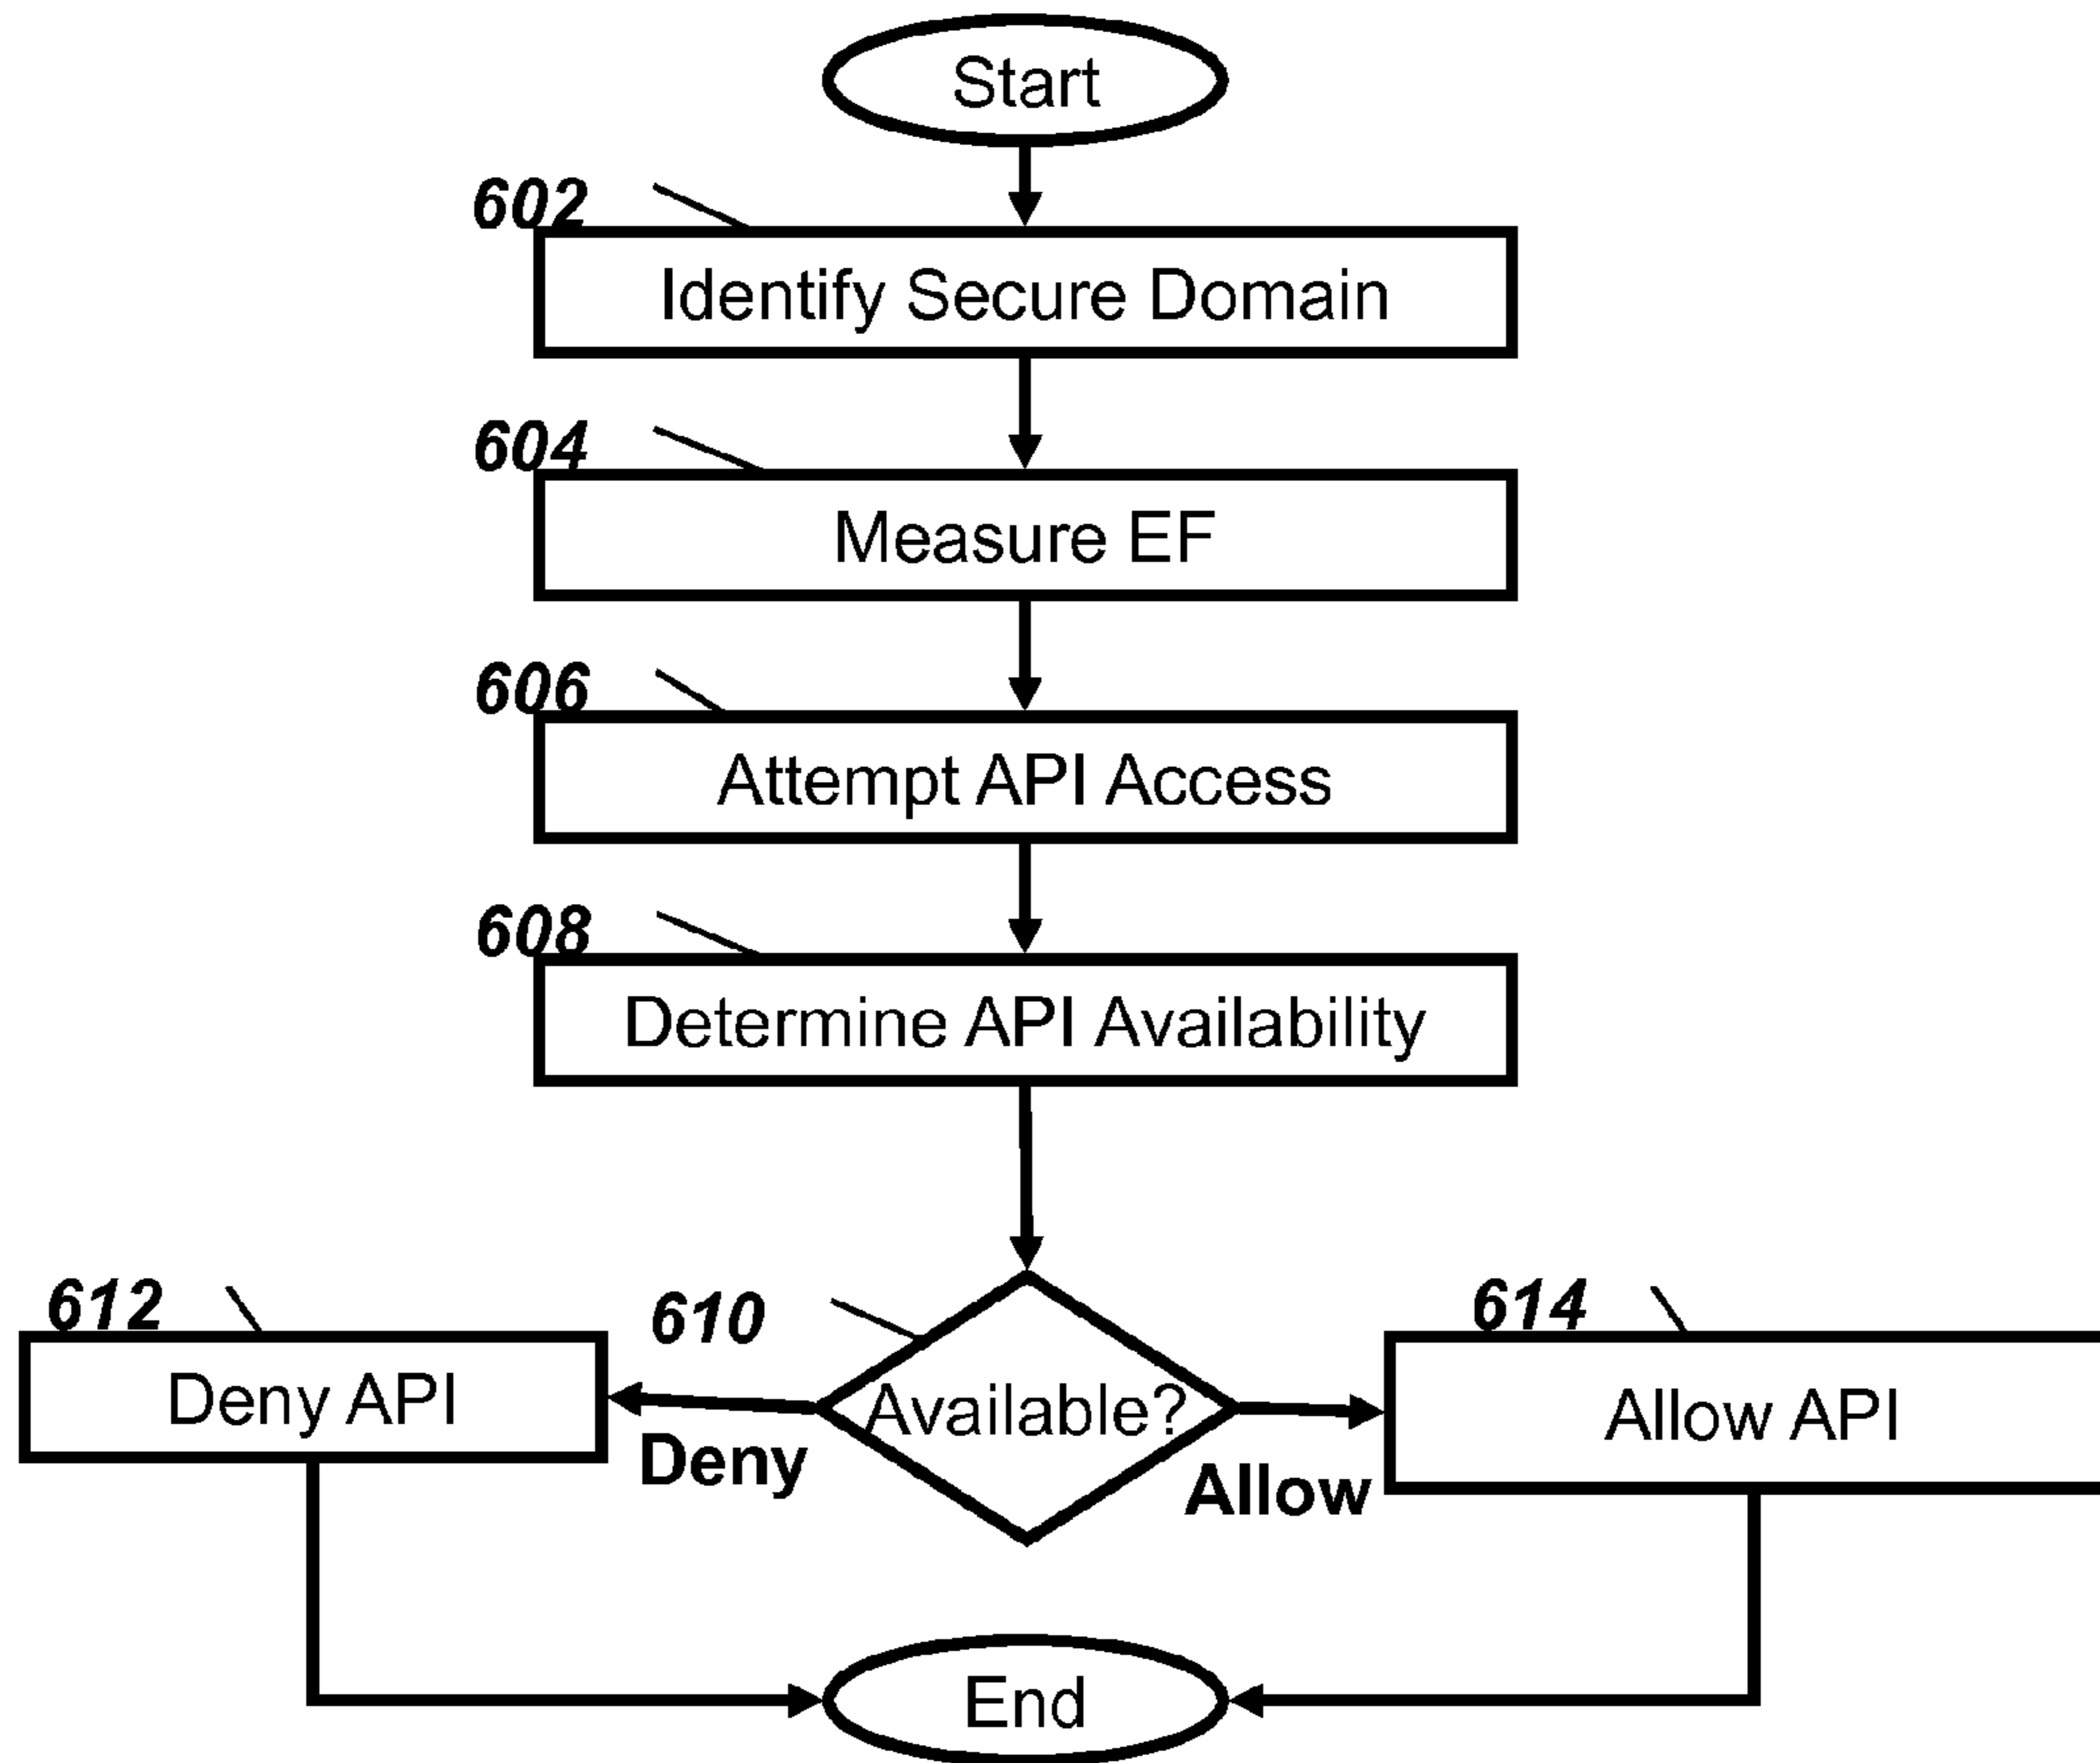 Start
602
Identify Secure Domain
604
Measure EF
606
Attempt API Access
608
Determine API Availability
612
610
614
Deny API
Available?
Allow API
Deny
Allow
End